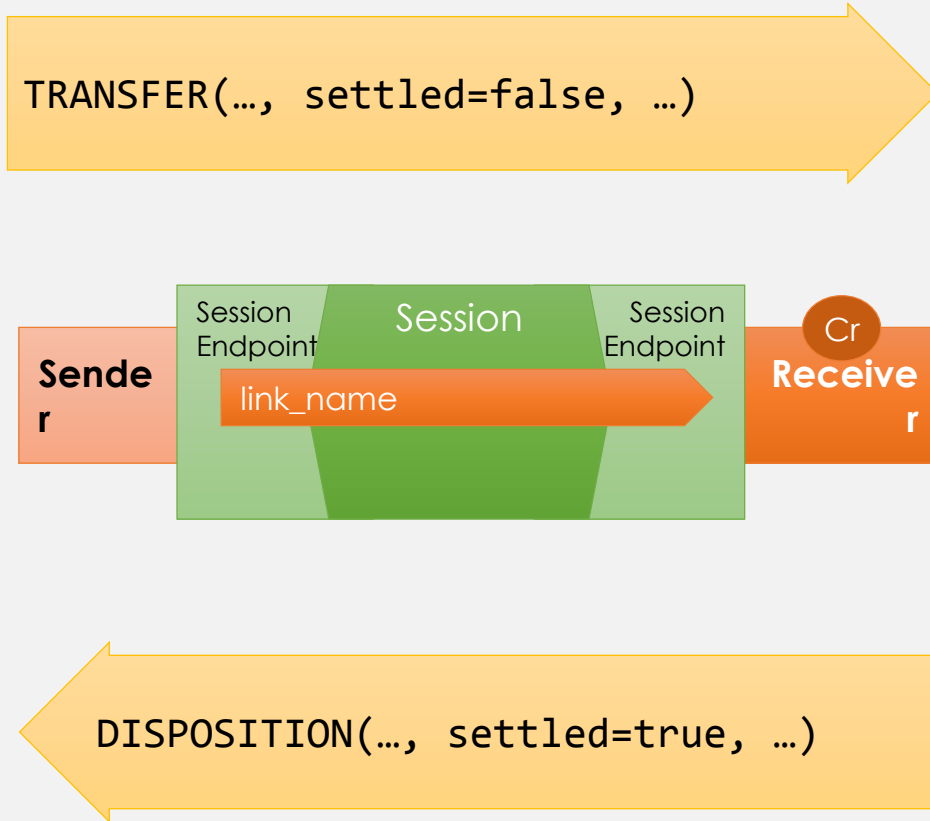 TRANSFER(…, settled=false, …)
Session
Endpoint
Session
Session
Endpoint
Cr
Sende
r
link_name
Receive
r
DISPOSITION(…, settled=true, …)